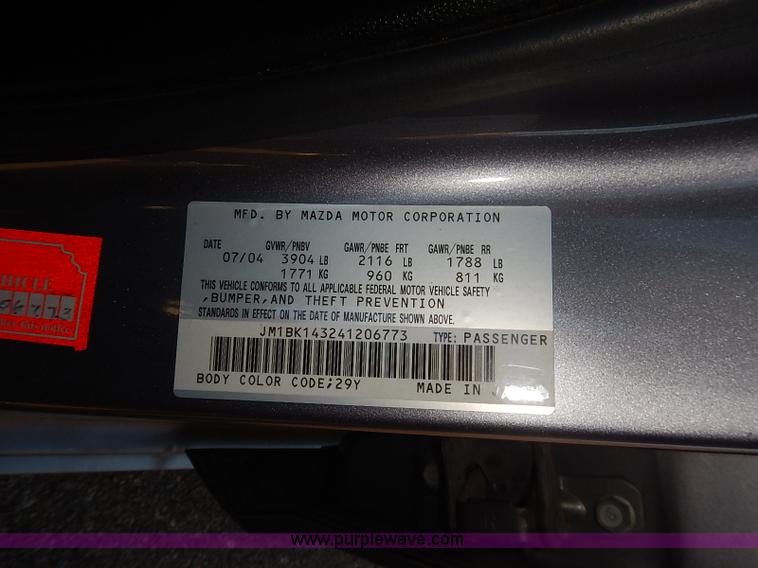 MFD. BY MAZDA MOTOR CORPORATION
DATE GVWR/PNBV GAWR/PNBE FRT GAWR/PNBE RR
07/04 3904 LB 2116 LB 1788 LB
1771 KG 960 KG 811 KG
THIS VEHICLE CONFORMS TO ALL APPLICABLE FEDERAL MOTOR VEHICLE SAFETY
,BUMPER,AND THEFT PREVENTION
STANDARDS IN EFFECT ON THE DATE OF MANUFACTURE SHOWN ABOVE.
JM1BK143241206773 TYPE: PASSENGER
BODY COLOR CODE;29Y MADE IN
this notice.
www.purplewave.com